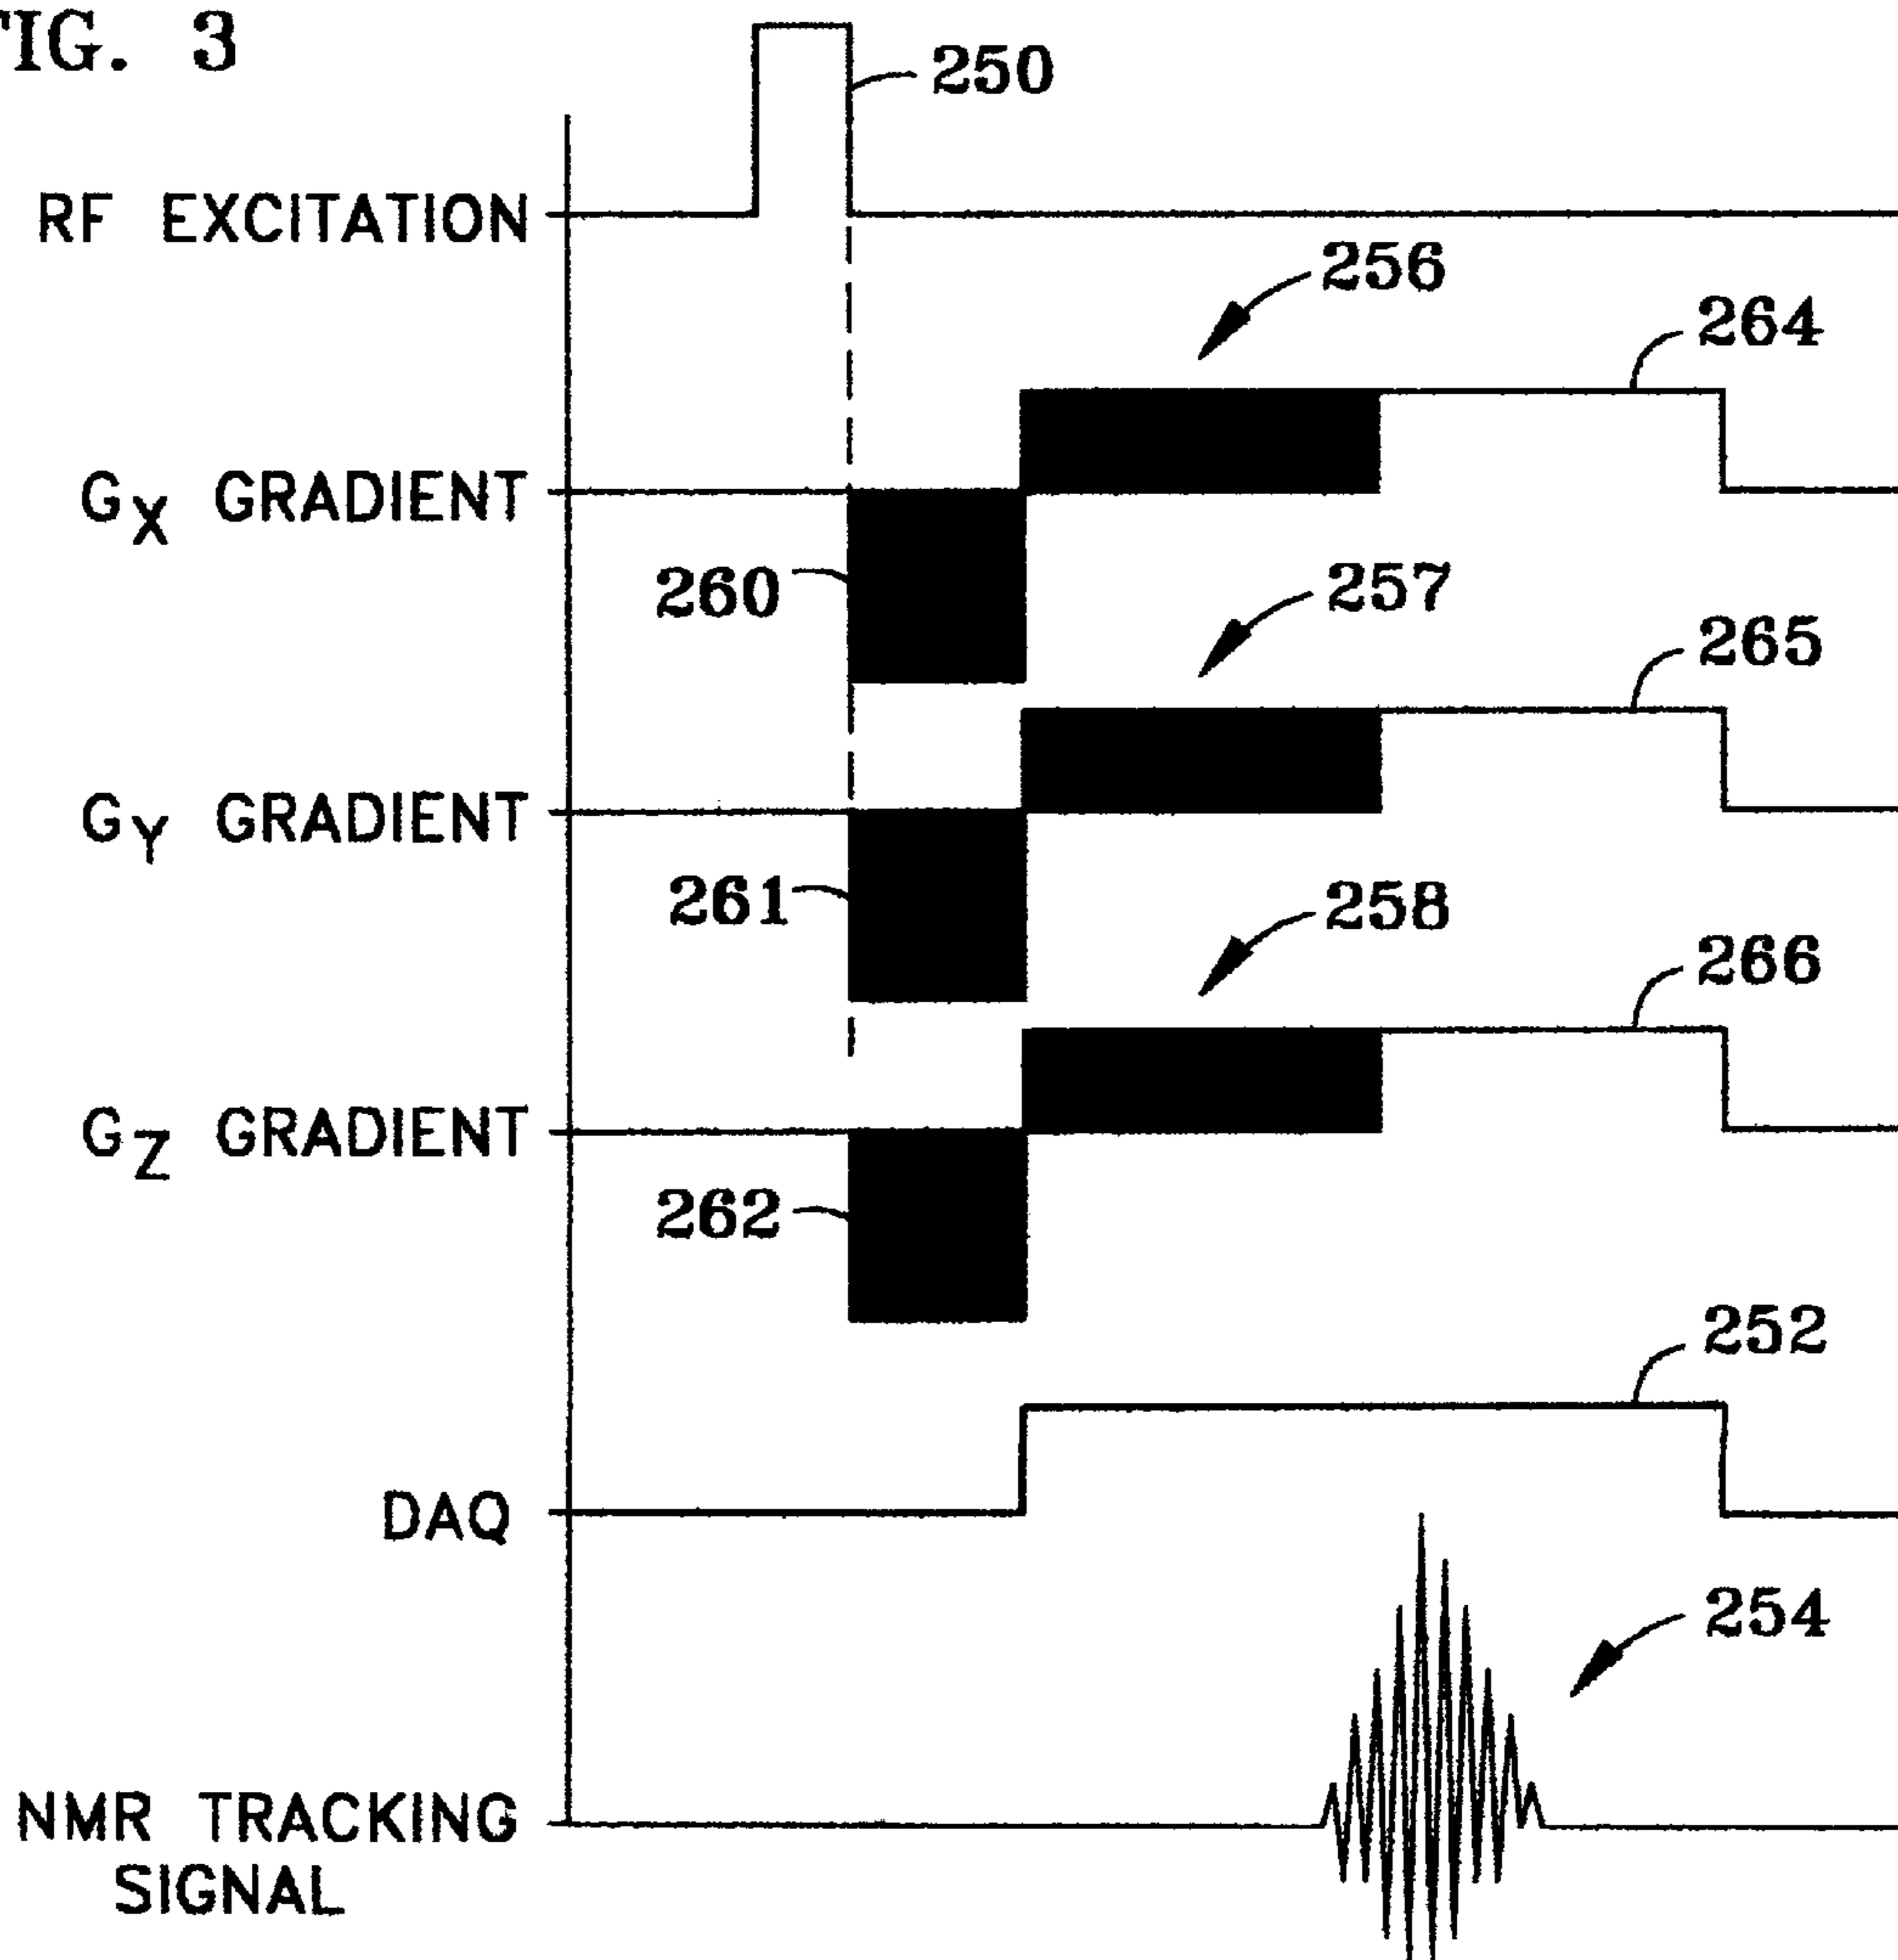 FIG. 3
250
RF EXCITATION
256
264
GX GRADIENT
260
257
265
GY GRADIENT
261
258
266
GZ GRADIENT
262
252
DAQ
254
NMR TRACKING
SIGNAL